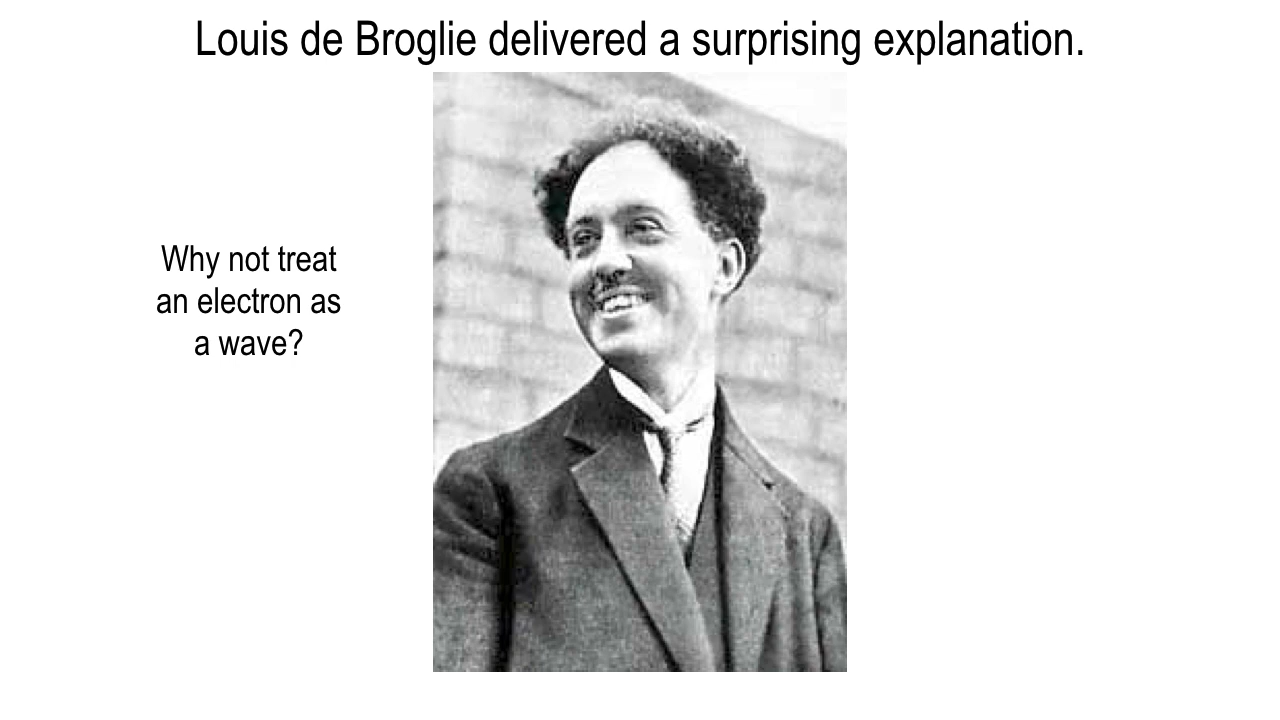 Louis de Broglie delivered a surprising explanation.
Why not treat
an electron as
a wave?